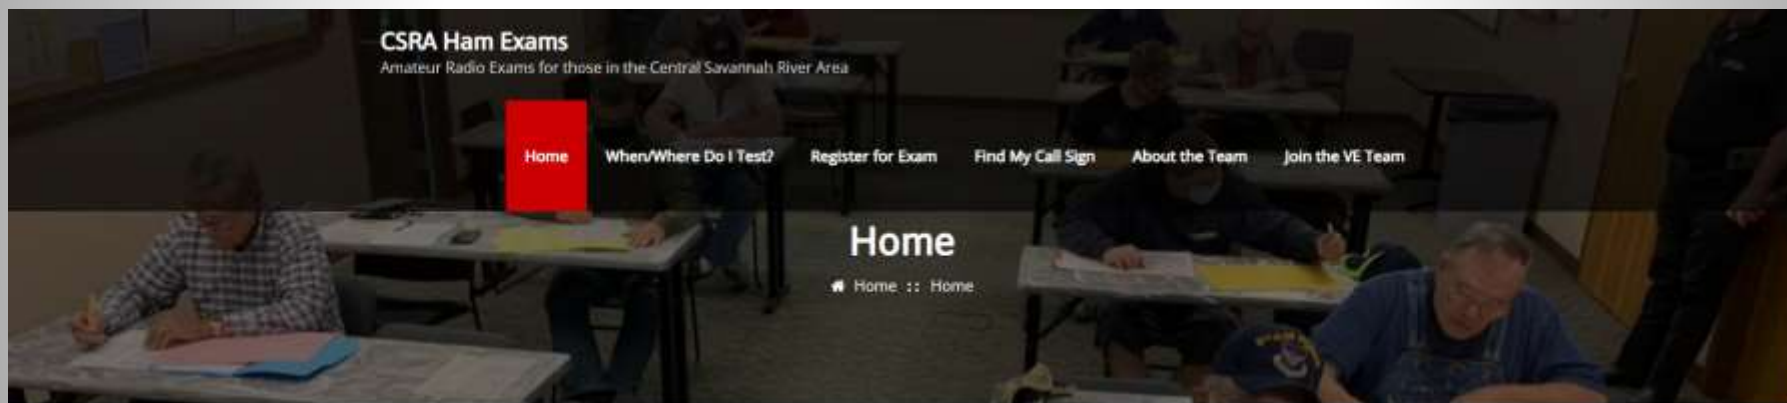 CSRA Ham Exams
Amateur Radio Exams for those in the Central Savannah River Area
Home When/Where Do I Test? Register for Exam Find My Call Sign About the Team Join the VE Team
Home
Home :: Home